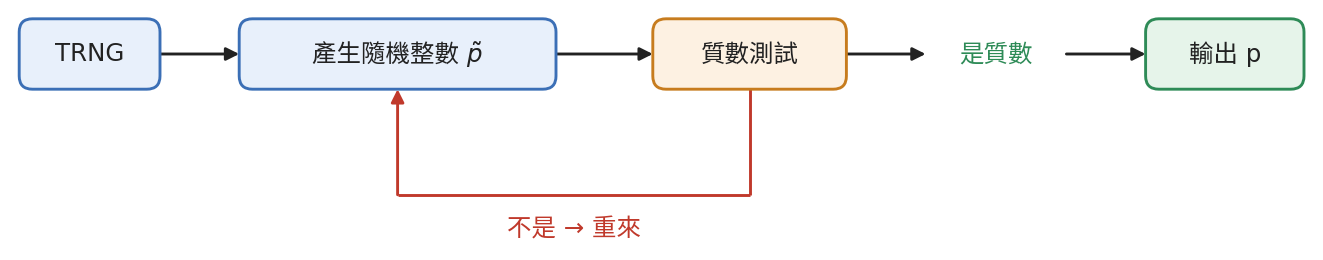 TRNG
產生隨機整數 p̃
質數測試
是質數
輸出 p
不是 → 重來